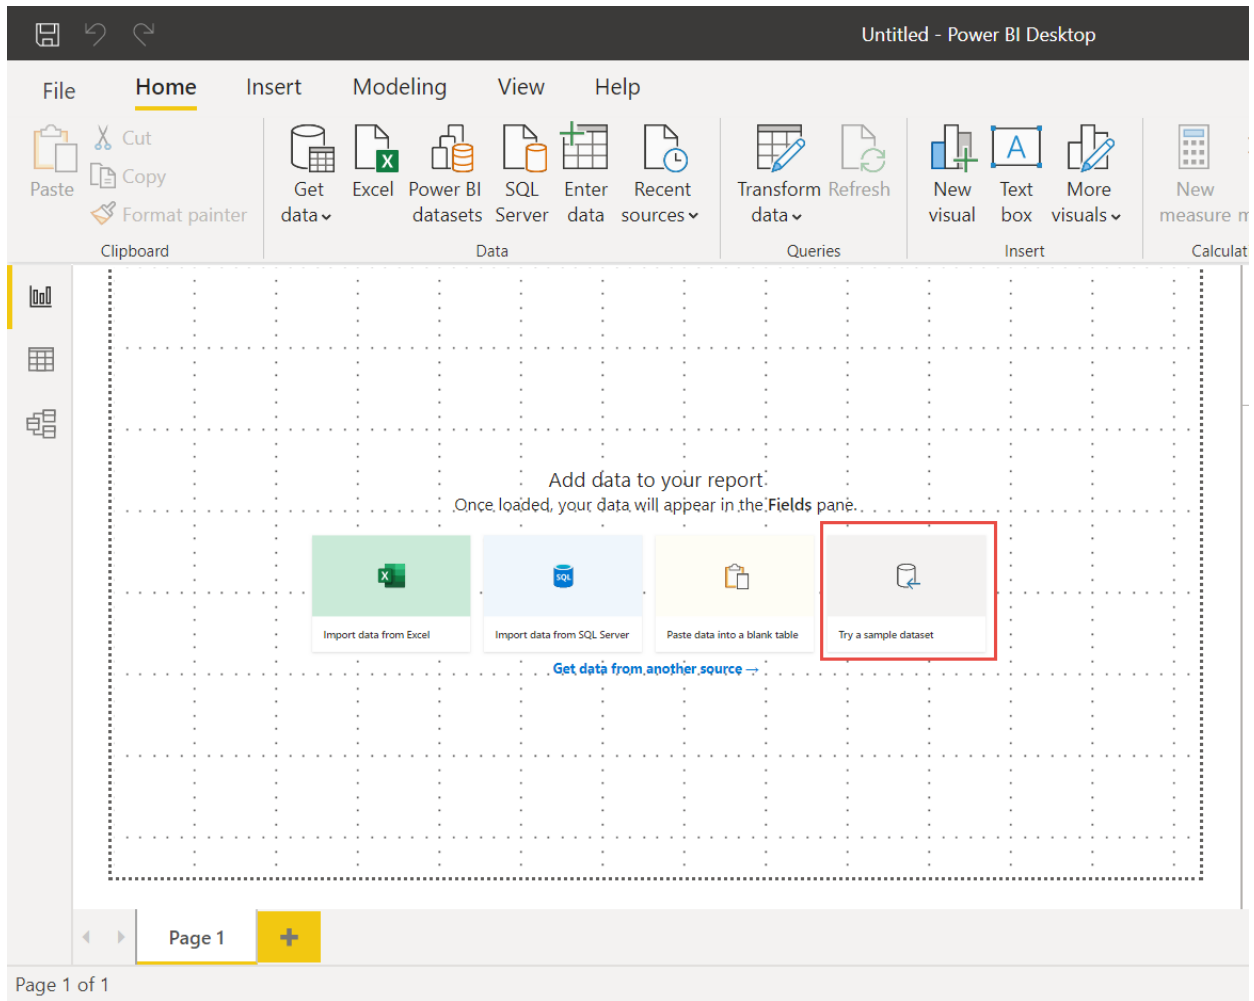 Untitled - Power BI Desktop
File Home Insert Modeling View Help
Paste
Cut
Copy
Format painter
Clipboard
Get data
Excel
Power BI datasets
SQL Server
Enter data
Recent sources
Data
Transform data
Refresh
Queries
New visual
Text box
A
More visuals
Insert
New measure
Add data to your report
Once loaded, your data will appear in the Fields pane.
X
SQL
Import data from Excel
Import data from SQL Server
Paste data into a blank table
Try a sample dataset
Get data from another source →
Page 1
Page 1 of 1